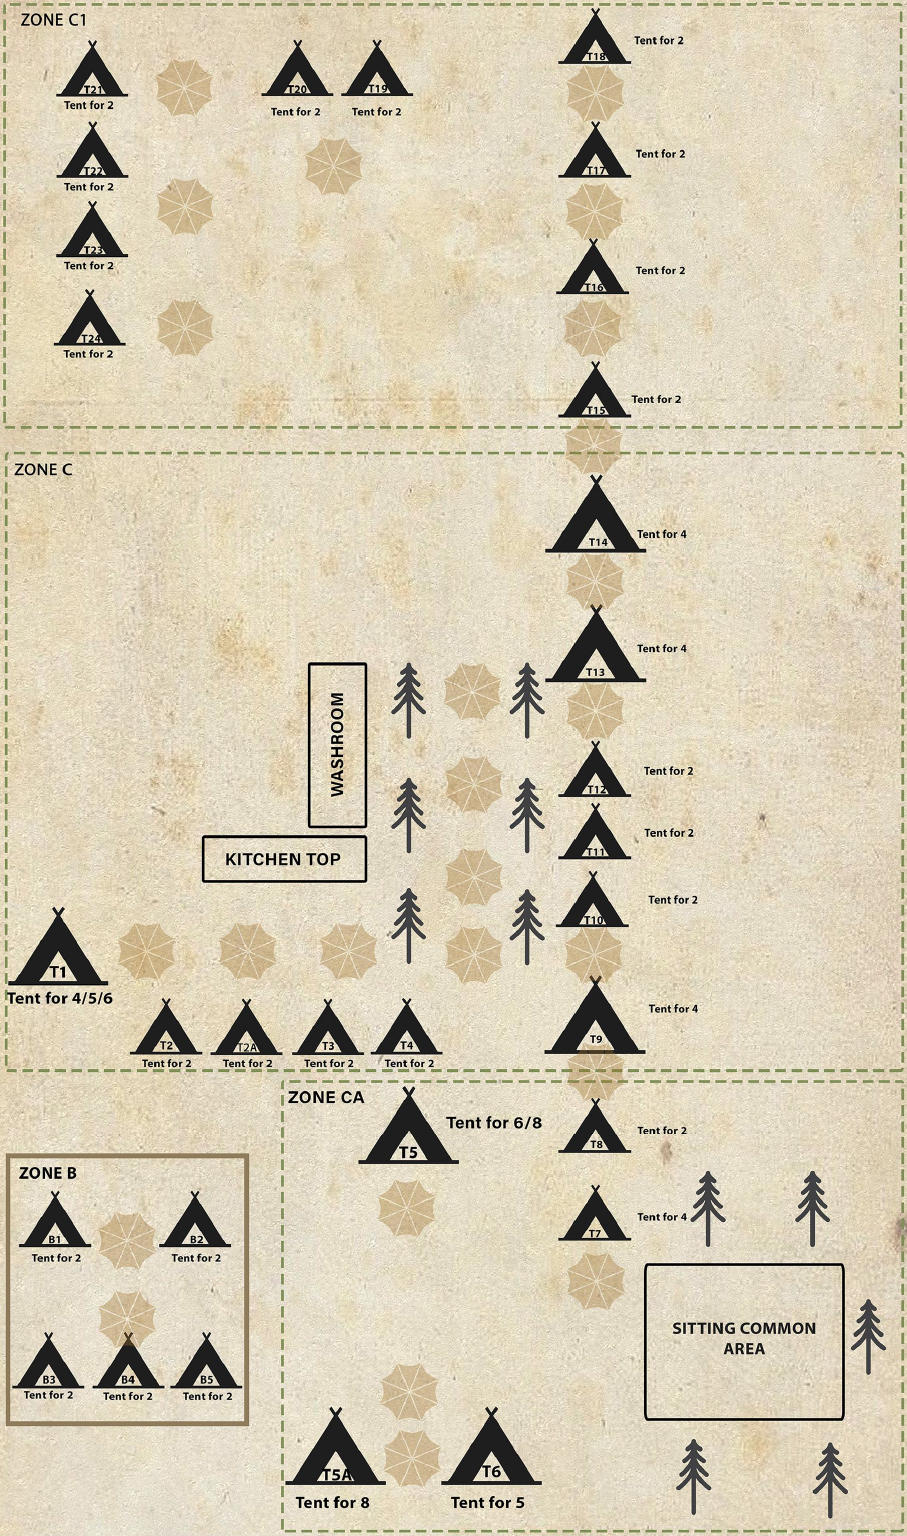 ZONE C1
T21
Tent for 2
T20
Tent for 2
T19
Tent for 2
T18
Tent for 2
T22
Tent for 2
T17
Tent for 2
T23
Tent for 2
T16
Tent for 2
T24
Tent for 2
T15
Tent for 2
ZONE C
T14
Tent for 4
T13
Tent for 4
WASHROOM
KITCHEN TOP
T12
Tent for 2
T11
Tent for 2
T10
Tent for 2
T1
Tent for 4/5/6
T9
Tent for 4
T2
Tent for 2
T2A
Tent for 2
T3
Tent for 2
T4
Tent for 2
ZONE CA
T5
Tent for 6/8
T8
Tent for 2
T7
Tent for 4
SITTING COMMON
AREA
T5A
Tent for 8
T6
Tent for 5
ZONE B
B1
Tent for 2
B2
Tent for 2
B3
Tent for 2
B4
Tent for 2
B5
Tent for 2